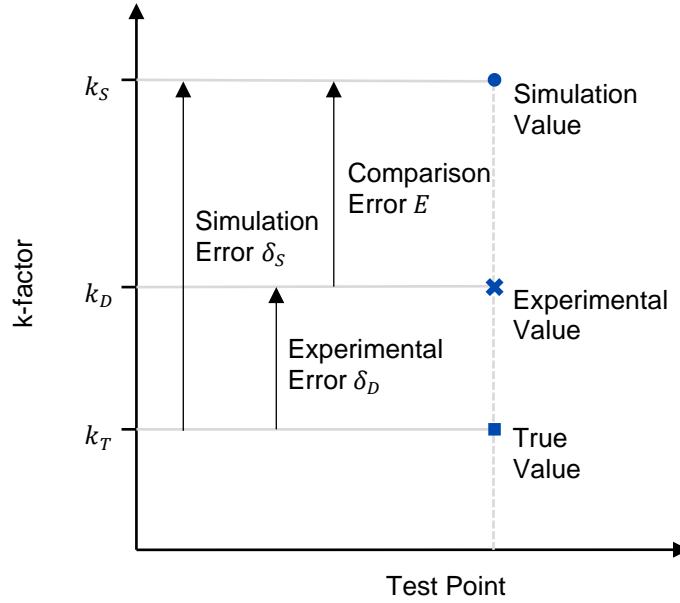 k_S
Simulation
Value
Comparison
Error E
Simulation
Error δ_S
k-factor
k_D
Experimental
Value
Experimental
Error δ_D
k_T
True
Value
Test Point